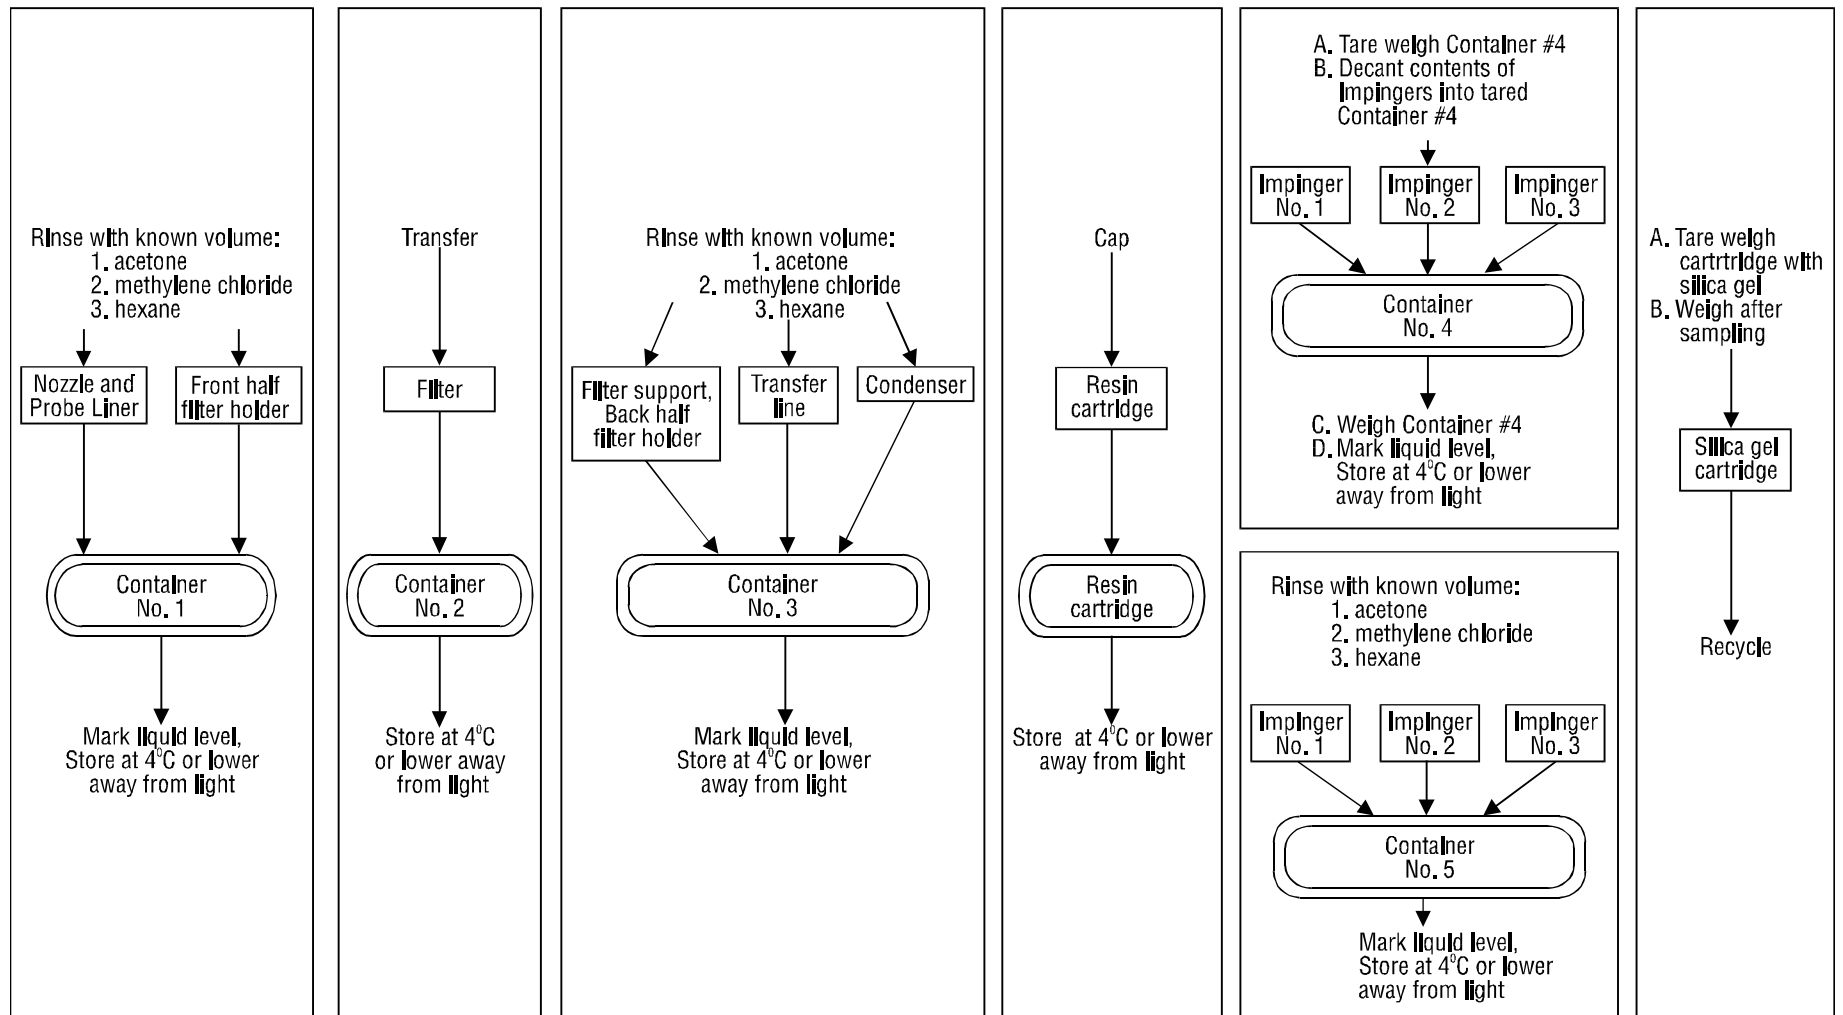 Rinse with known volume:
1. acetone
2. methylene chloride
3. hexane
Nozzle and
Probe Liner
Front half
filter holder
Container
No. 1
Mark liquid level,
Store at 4°C or lower
away from light
Transfer
Filter
Container
No. 2
Store at 4°C
or lower away
from light
Rinse with known volume:
1. acetone
2. methylene chloride
3. hexane
Filter support,
Back half
filter holder
Transfer
line
Condenser
Container
No. 3
Mark liquid level,
Store at 4°C or lower
away from light
Cap
Resin
cartridge
Resin
cartridge
Store at 4°C or lower
away from light
A. Tare weigh Container #4
B. Decant contents of
Impingers into tared
Container #4
Impinger
No. 1
Impinger
No. 2
Impinger
No. 3
Container
No. 4
C. Weigh Container #4
D. Mark liquid level,
Store at 4°C or lower
away from light
Rinse with known volume:
1. acetone
2. methylene chloride
3. hexane
Impinger
No. 1
Impinger
No. 2
Impinger
No. 3
Container
No. 5
Mark liquid level,
Store at 4°C or lower
away from light
A. Tare weigh
cartrtridge with
silica gel
B. Weigh after
sampling
Silica gel
cartridge
Recycle